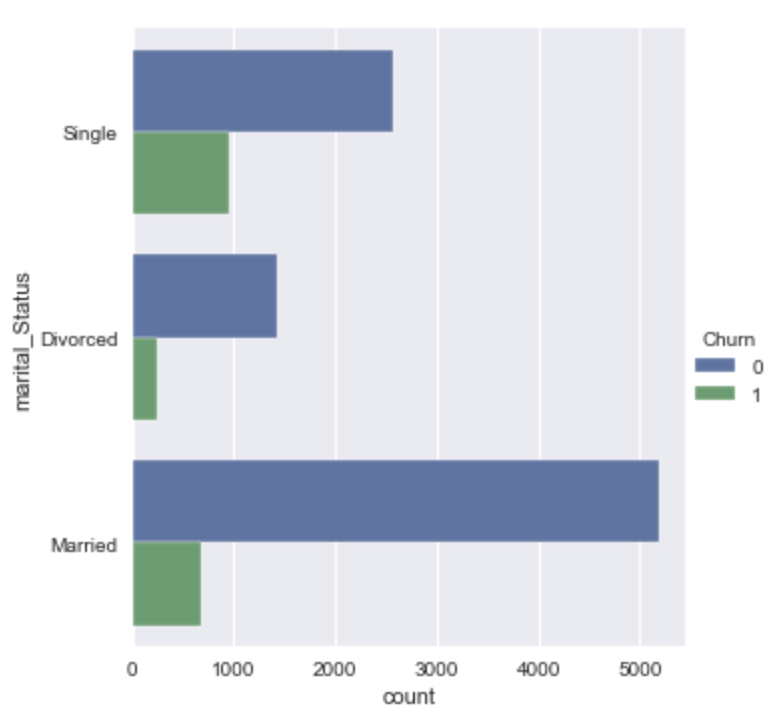 marital_Status
Single
Divorced
Married
0 1000 2000 3000 4000 5000
count
Churn
0
1